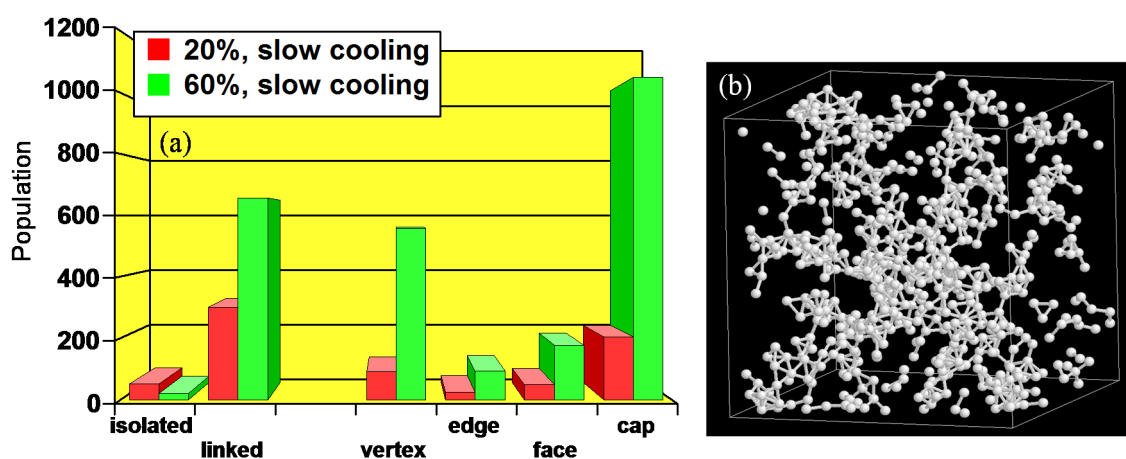 1200
1000
800
600
400
200
0
Population
20%, slow cooling
60%, slow cooling
(a)
isolated
linked
vertex
edge
face
cap
(b)